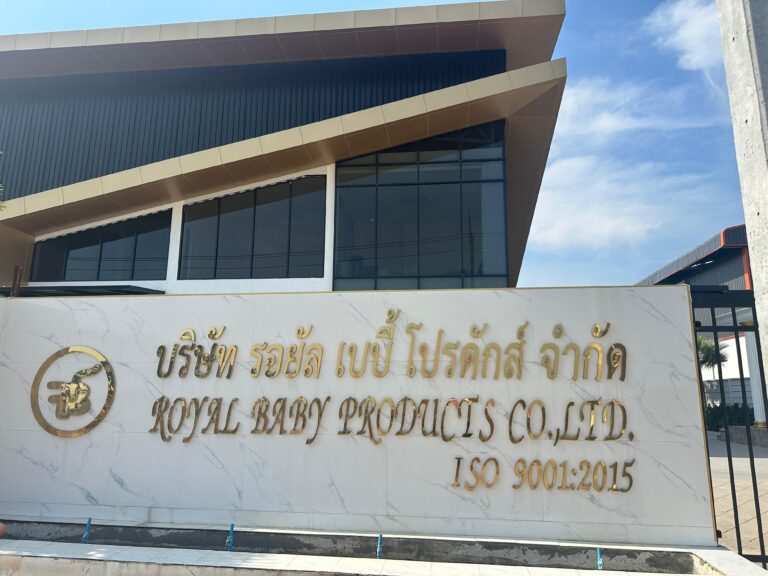 บริษัท รอยัล เบบี้ โปรดักส์ จำกัด
ROYAL BABY PRODUCTS CO.,LTD.
ISO 9001:2015